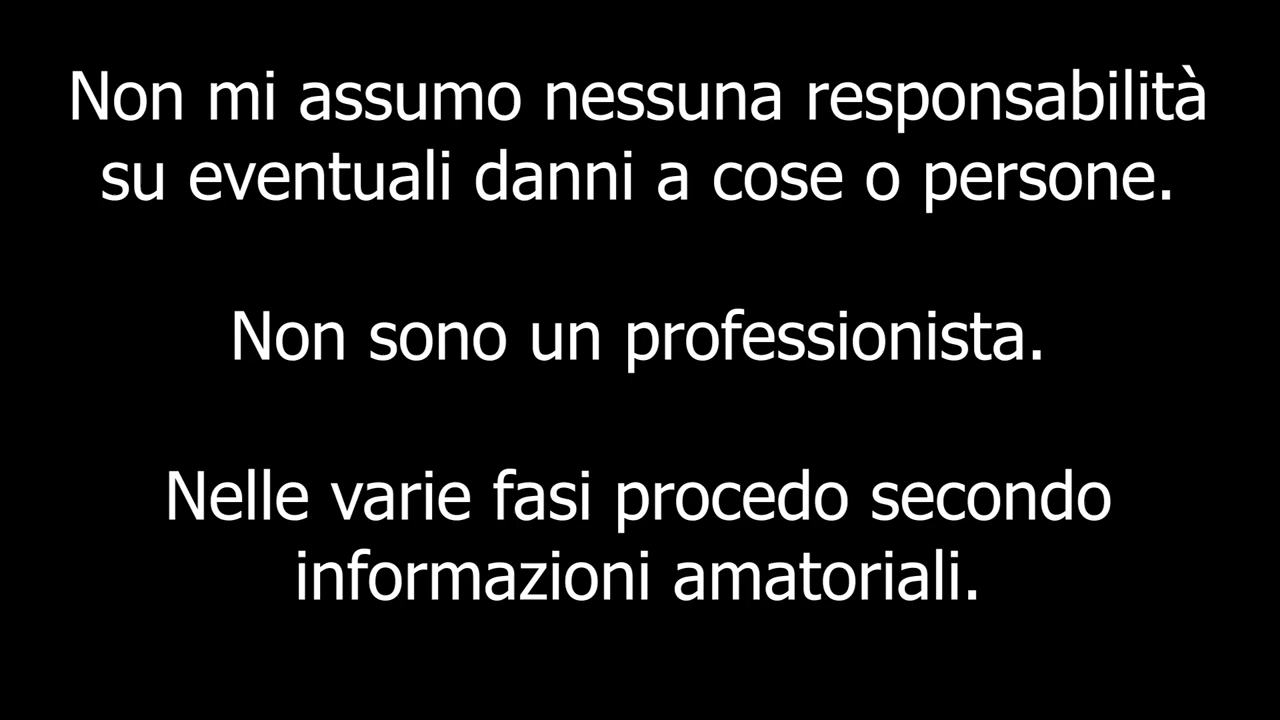 Non mi assumo nessuna responsabilità
su eventuali danni a cose o persone.
Non sono un professionista.
Nelle varie fasi procedo secondo
informazioni amatoriali.